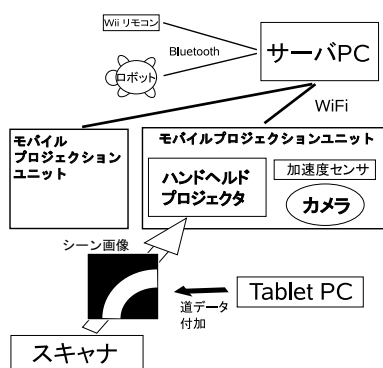 Wii リモコン
Bluetooth
ロボット
サーバPC
WiFi
モバイル
プロジェクション
ユニット
モバイルプロジェクションユニット
ハンドヘルド
プロジェクタ
加速度センサ
カメラ
シーン画像
道データ
付加
Tablet PC
スキャナ